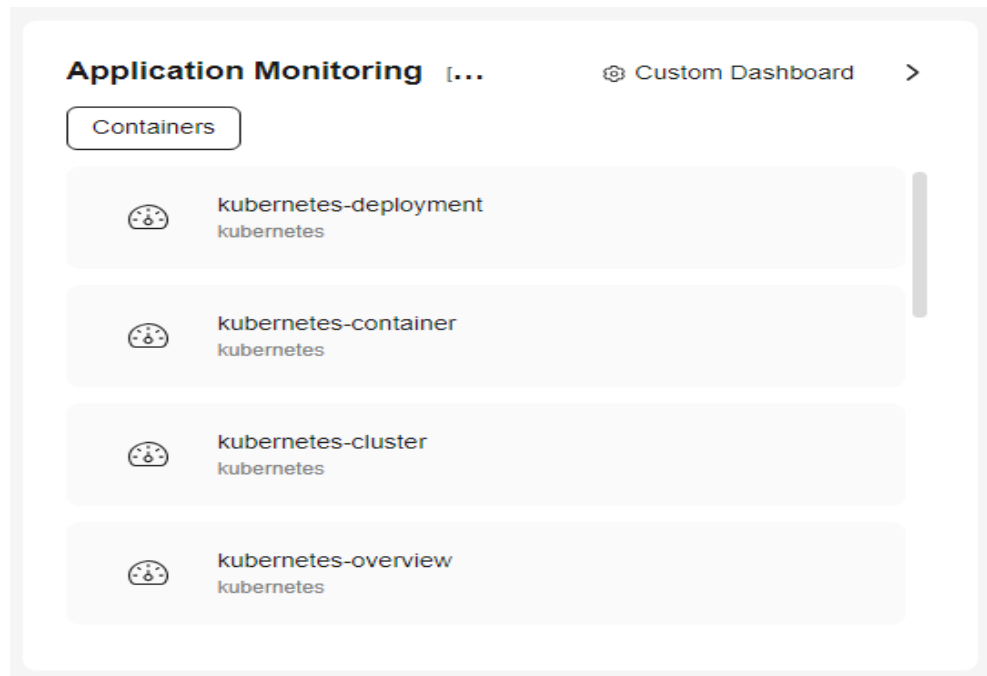 Application Monitoring [... Custom Dashboard >
Containers
kubernetes-deployment
kubernetes
kubernetes-container
kubernetes
kubernetes-cluster
kubernetes
kubernetes-overview
kubernetes